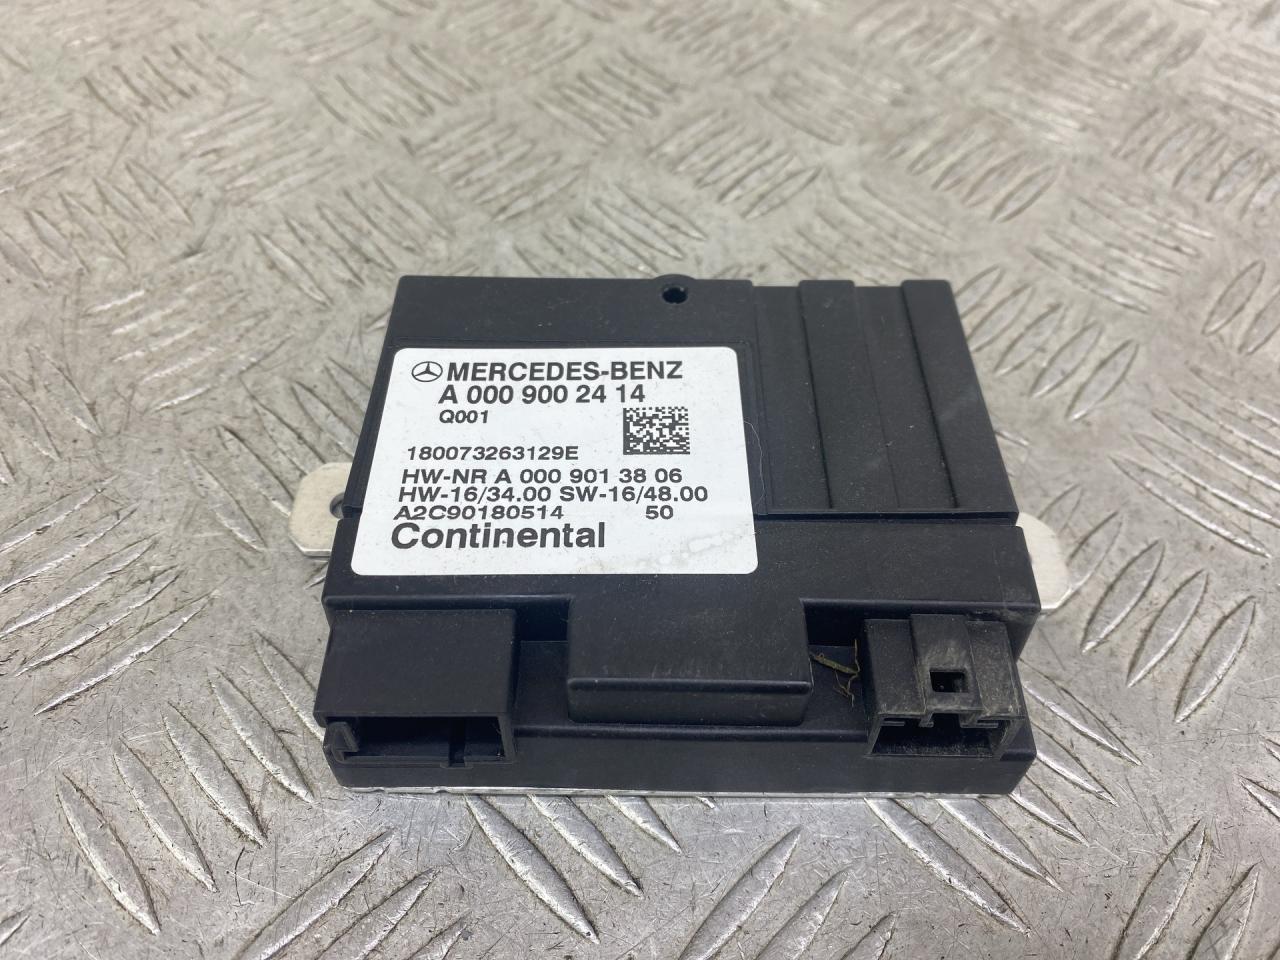 MERCEDES-BENZ
A 000 900 24 14
Q001
180073263129E
HW-NR A 000 901 38 06
HW-16/34.00 SW-16/48.00
A2C90180514 50
Continental